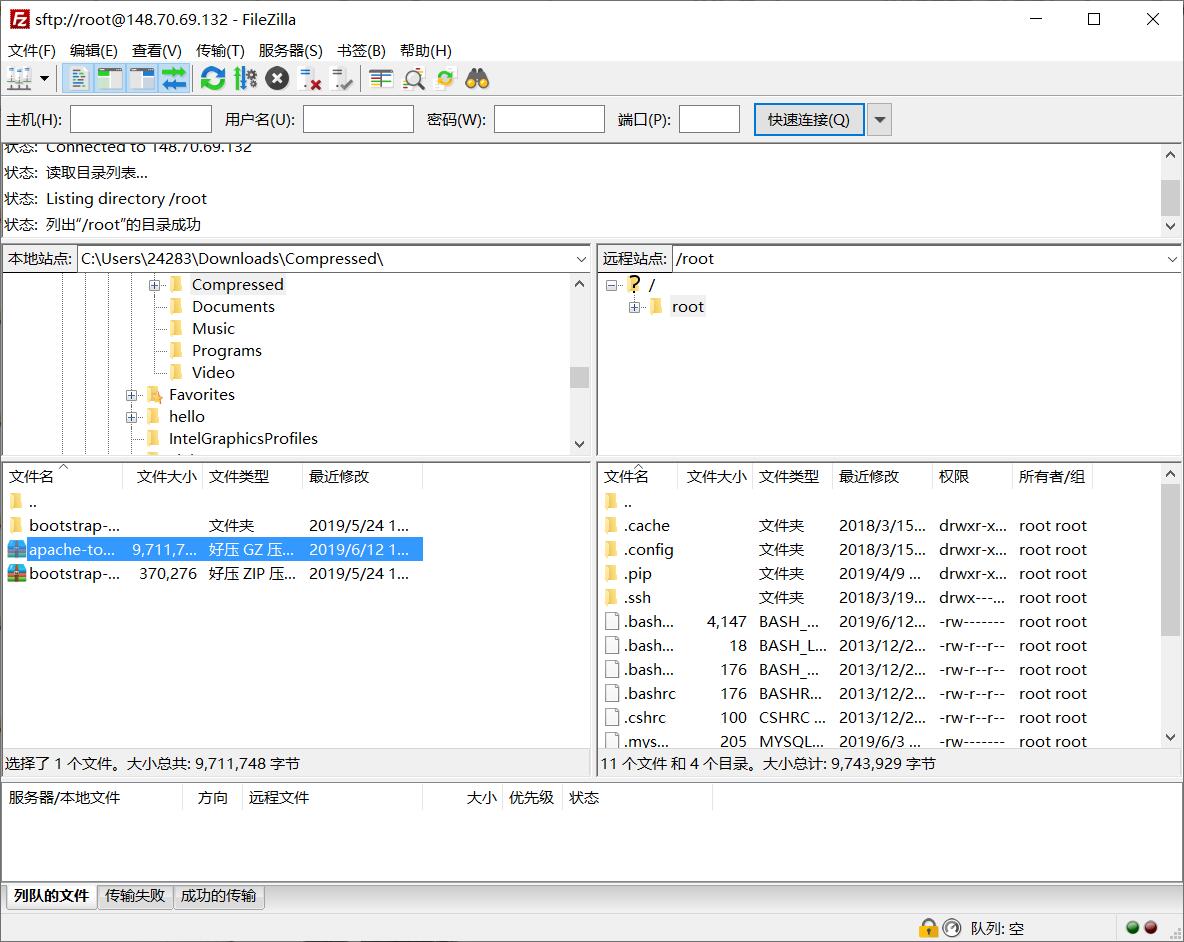 sftp://root@148.70.69.132 - FileZilla
文件(F) 编辑(E) 查看(V) 传输(T) 服务器(S) 书签(B) 帮助(H)
主机(H): 用户名(U): 密码(W): 端口(P): 快速连接(Q)
状态: Connected to 148.70.69.132
状态: 读取目录列表...
状态: Listing directory /root
状态: 列出“/root”的目录成功
本地站点: C:\Users\24283\Downloads\Compressed\
Compressed
Documents
Music
Programs
Video
Favorites
hello
IntelGraphicsProfiles
远程站点: /root
/
root
文件名 文件大小 文件类型 最近修改
..
bootstrap-... 文件夹 2019/5/24 1...
apache-to... 9,711,7... 好压 GZ 压... 2019/6/12 1...
bootstrap-... 370,276 好压 ZIP 压... 2019/5/24 1...
选择了 1 个文件。大小总共: 9,711,748 字节
文件名 文件大小 文件类型 最近修改 权限 所有者/组
..
.cache 文件夹 2018/3/15... drwxr-x... root root
.config 文件夹 2018/3/15... drwxr-x... root root
.pip 文件夹 2019/4/9 ... drwxr-x... root root
.ssh 文件夹 2018/3/19... drwx---... root root
.bash... 4,147 BASH_... 2019/6/12... -rw------- root root
.bash... 18 BASH_L... 2013/12/2... -rw-r--r-- root root
.bash... 176 BASH_... 2013/12/2... -rw-r--r-- root root
.bashrc 176 BASHR... 2013/12/2... -rw-r--r-- root root
.cshrc 100 CSHRC ... 2013/12/2... -rw-r--r-- root root
.mys... 205 MYSQL... 2019/6/3 ... -rw------- root root
11 个文件 和 4 个目录。大小总计: 9,743,929 字节
服务器/本地文件 方向 远程文件 大小 优先级 状态
列队的文件 传输失败 成功的传输
队列: 空